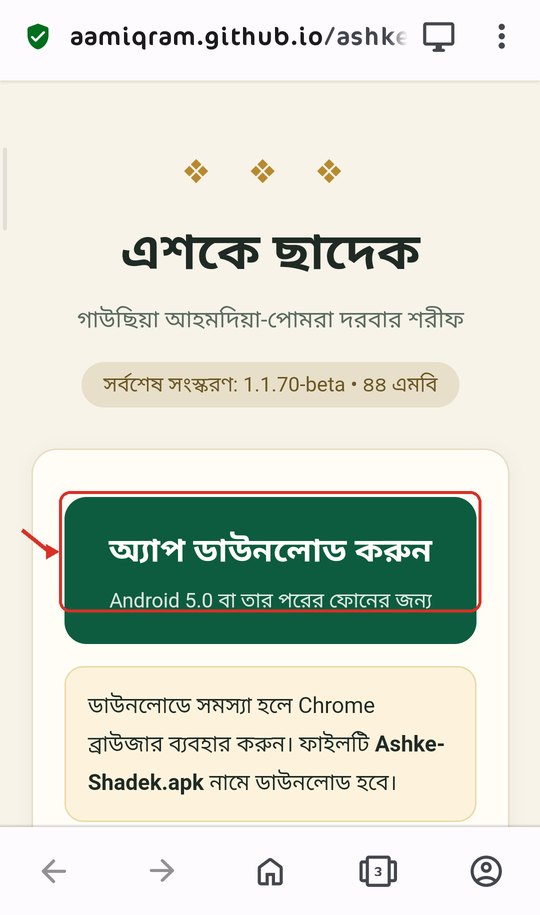 aamiqram.github.io/ashke
এশকে ছাদেক
গাউছিয়া আহমদিয়া-পোমরা দরবার শরীফ
সর্বশেষ সংস্করণ: 1.1.70-beta • ৪৪ এমবি
অ্যাপ ডাউনলোড করুন
Android 5.0 বা তার পরের ফোনের জন্য
ডাউনলোডে সমস্যা হলে Chrome
ব্রাউজার ব্যবহার করুন। ফাইলটি Ashke-
Shadek.apk নামে ডাউনলোড হবে।
3